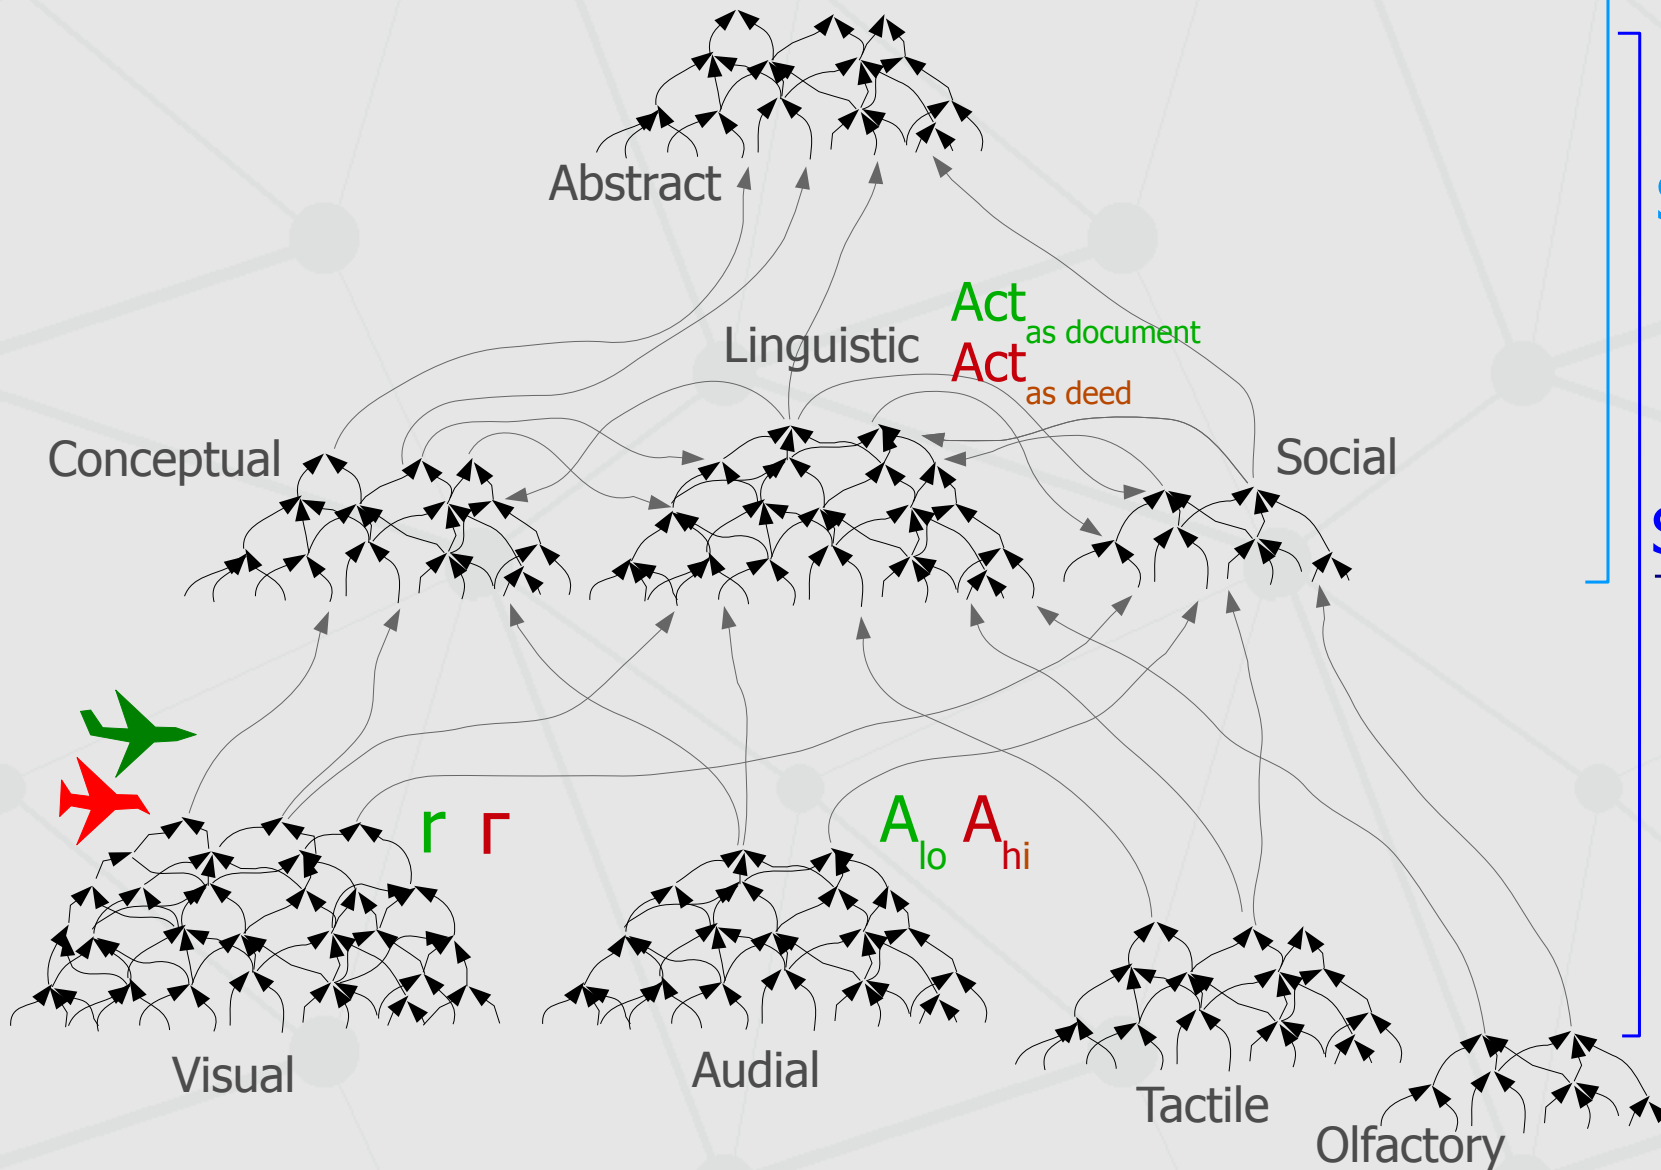 Abstract
Linguistic
Act as document
Act as deed
Conceptual
Social
r Г
A lo A hi
Visual
Audial
Tactile
Olfactory